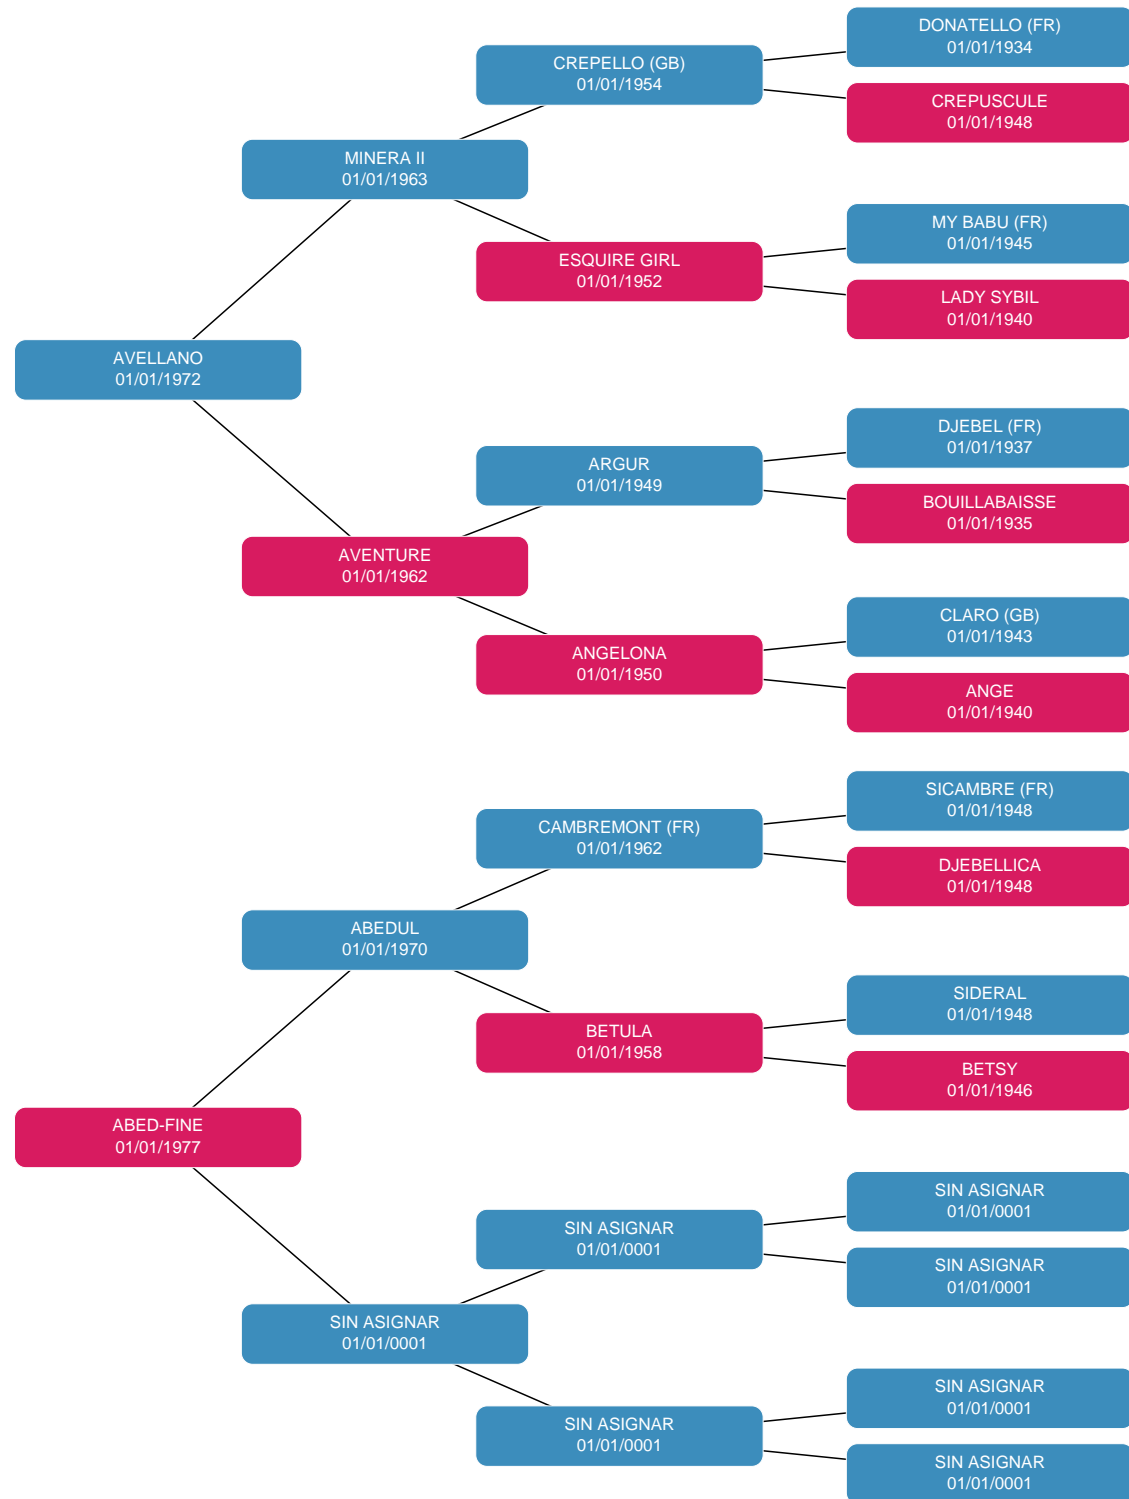 DONATELLO (FR)
01/01/1934
CREPELLO (GB)
01/01/1954
CREPUSCULE
01/01/1948
MINERA II
01/01/1963
MY BABU (FR)
01/01/1945
ESQUIRE GIRL
01/01/1952
LADY SYBIL
01/01/1940
AVELLANO
01/01/1972
DJEBEL (FR)
01/01/1937
ARGUR
01/01/1949
BOUILLABAISSE
01/01/1935
AVENTURE
01/01/1962
CLARO (GB)
01/01/1943
ANGELONA
01/01/1950
ANGE
01/01/1940
SICAMBRE (FR)
01/01/1948
CAMBREMONT (FR)
01/01/1962
DJEBELLICA
01/01/1948
ABEDUL
01/01/1970
SIDERAL
01/01/1948
BETULA
01/01/1958
BETSY
01/01/1946
ABED-FINE
01/01/1977
SIN ASIGNAR
01/01/0001
SIN ASIGNAR
01/01/0001
SIN ASIGNAR
01/01/0001
SIN ASIGNAR
01/01/0001
SIN ASIGNAR
01/01/0001
SIN ASIGNAR
01/01/0001
SIN ASIGNAR
01/01/0001